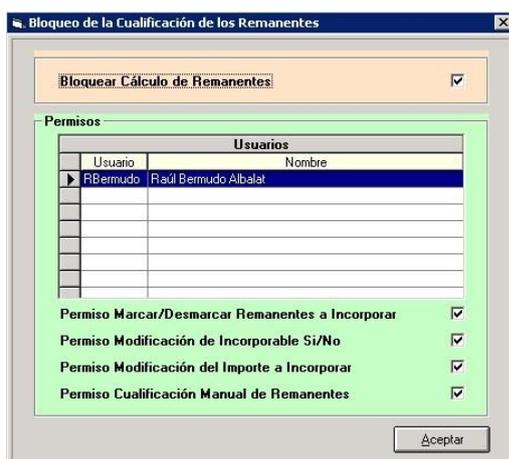 Bloqueo de la Cualificación de los Remanentes
Bloquear Cálculo de Remanentes
Permisos
Usuarios
Usuario Nombre
RBermudo Raúl Bermudo Albalat
Permiso Marcar/Desmarcar Remanentes a Incorporar
Permiso Modificación de Incorporable Si/No
Permiso Modificación del Importe a Incorporar
Permiso Cualificación Manual de Remanentes
Aceptar